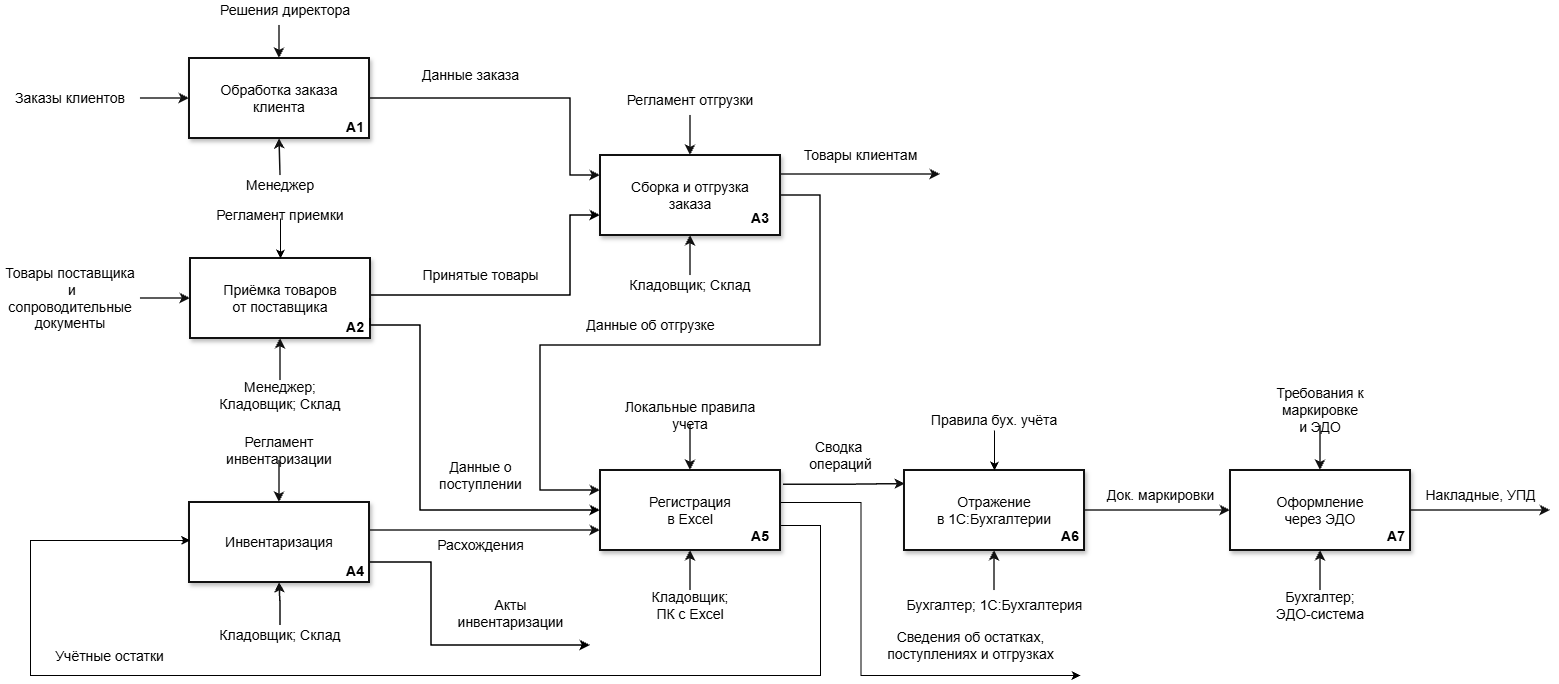 Решения директора
Заказы клиентов
Обработка заказа
клиента
A1
Данные заказа
Менеджер
Регламент отгрузки
Сборка и отгрузка
заказа
A3
Товары клиентам
Кладовщик; Склад
Регламент приемки
Товары поставщика
и
сопроводительные
документы
Приёмка товаров
от поставщика
A2
Принятые товары
Менеджер;
Кладовщик; Склад
Данные об отгрузке
Регламент
инвентаризации
Данные о
поступлении
Инвентаризация
A4
Расхождения
Акты
инвентаризации
Кладовщик; Склад
Учётные остатки
Локальные правила
учета
Регистрация
в Excel
A5
Сводка
операций
Кладовщик;
ПК с Excel
Правила бух. учёта
Отражение
в 1С:Бухгалтерии
A6
Док. маркировки
Бухгалтер; 1С:Бухгалтерия
Сведения об остатках,
поступлениях и отгрузках
Требования к
маркировке
и ЭДО
Оформление
через ЭДО
A7
Накладные, УПД
Бухгалтер;
ЭДО-система